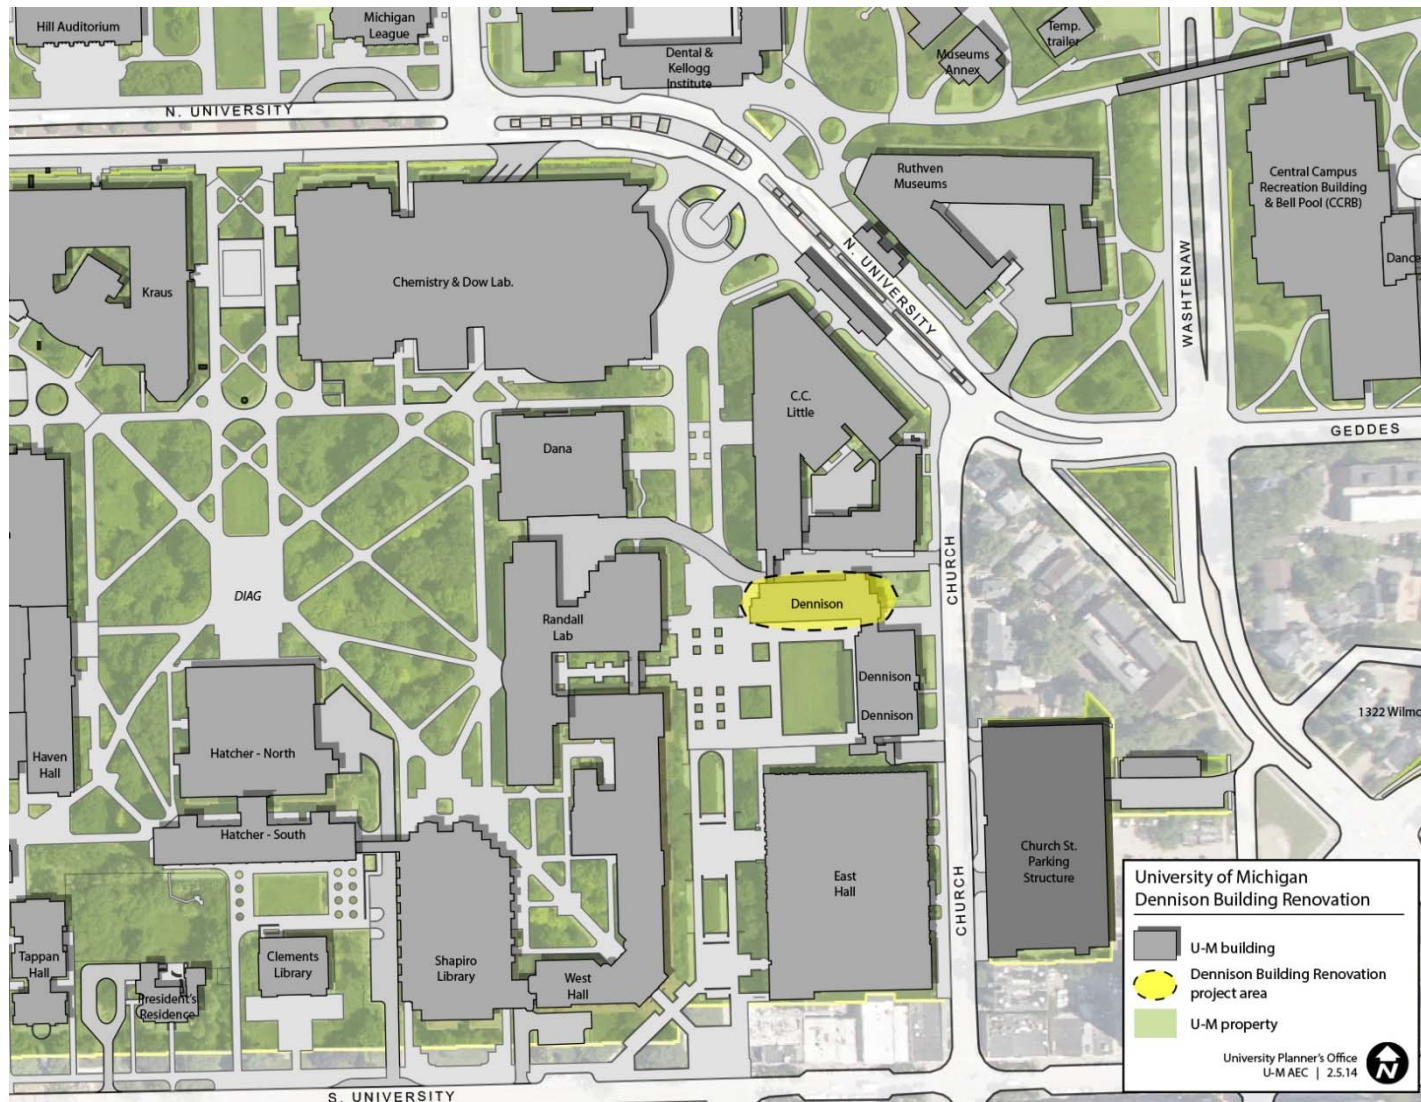 Hill Auditorium
Michigan
League
Dental &
Kellogg
Institute
Museums
Annex
Temp.
trailer
N. UNIVERSITY
Ruthven
Museums
Central Campus
Recreation Building
& Bell Pool (CCRB)
Dance
Kraus
Chemistry & Dow Lab.
N. UNIVERSITY
WASHTENAW
C.C.
Little
GEDDES
Dana
CHURCH
DIAG
Randall
Lab
Dennison
Dennison
Dennison
1322 Wilmo
Haven
Hall
Hatcher - North
Hatcher - South
East
Hall
Church St.
Parking
Structure
CHURCH
Tappan
Hall
President's
Residence
Clements
Library
Shapiro
Library
West
Hall
S. UNIVERSITY
University of Michigan
Dennison Building Renovation
U-M building
Dennison Building Renovation
project area
U-M property
University Planner's Office
U-M AEC | 2.5.14
N